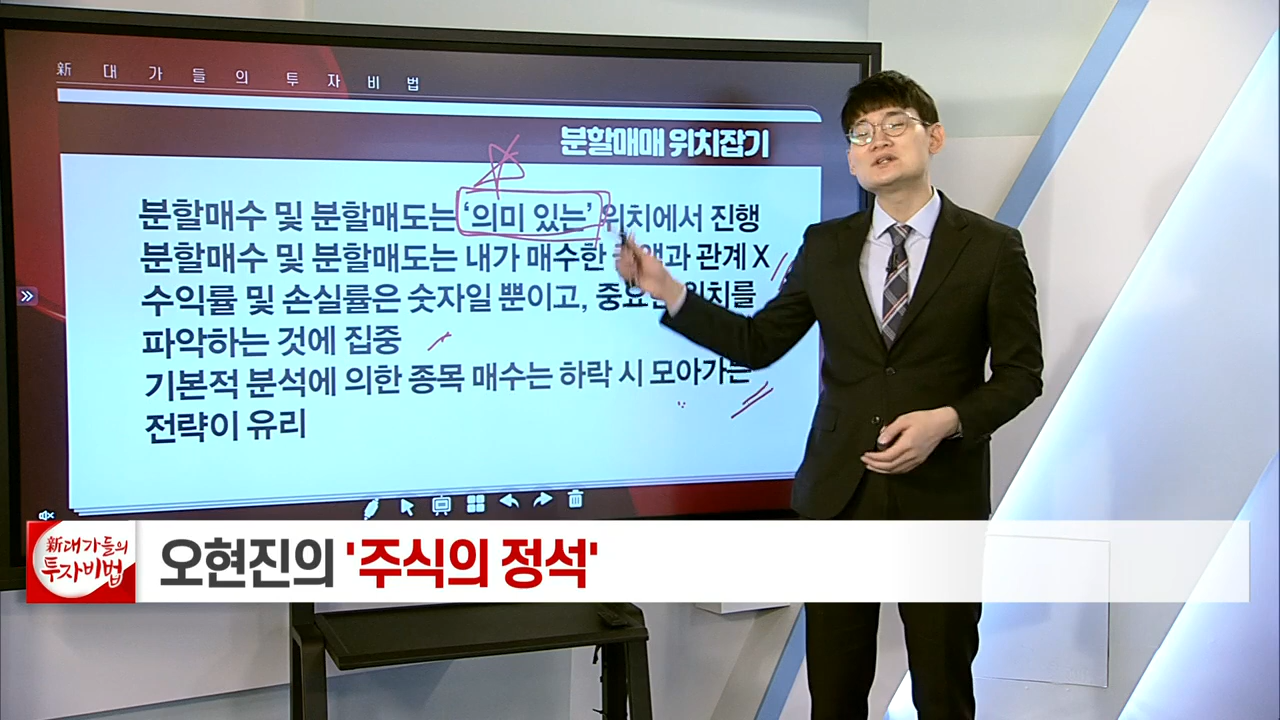 新 대가들의 투자비법
분할매매 위치잡기
분할매수 및 분할매도는 ‘의미 있는’ 위치에서 진행
분할매수 및 분할매도는 내가 매수한 과 관계 X
수익률 및 손실률은 숫자일 뿐이고, 중요한 위치를
파악하는 것에 집중
기본적 분석에 의한 종목 매수는 하락 시 모아가는
전략이 유리
新대가들의
투자비법
오현진의 '주식의 정석'